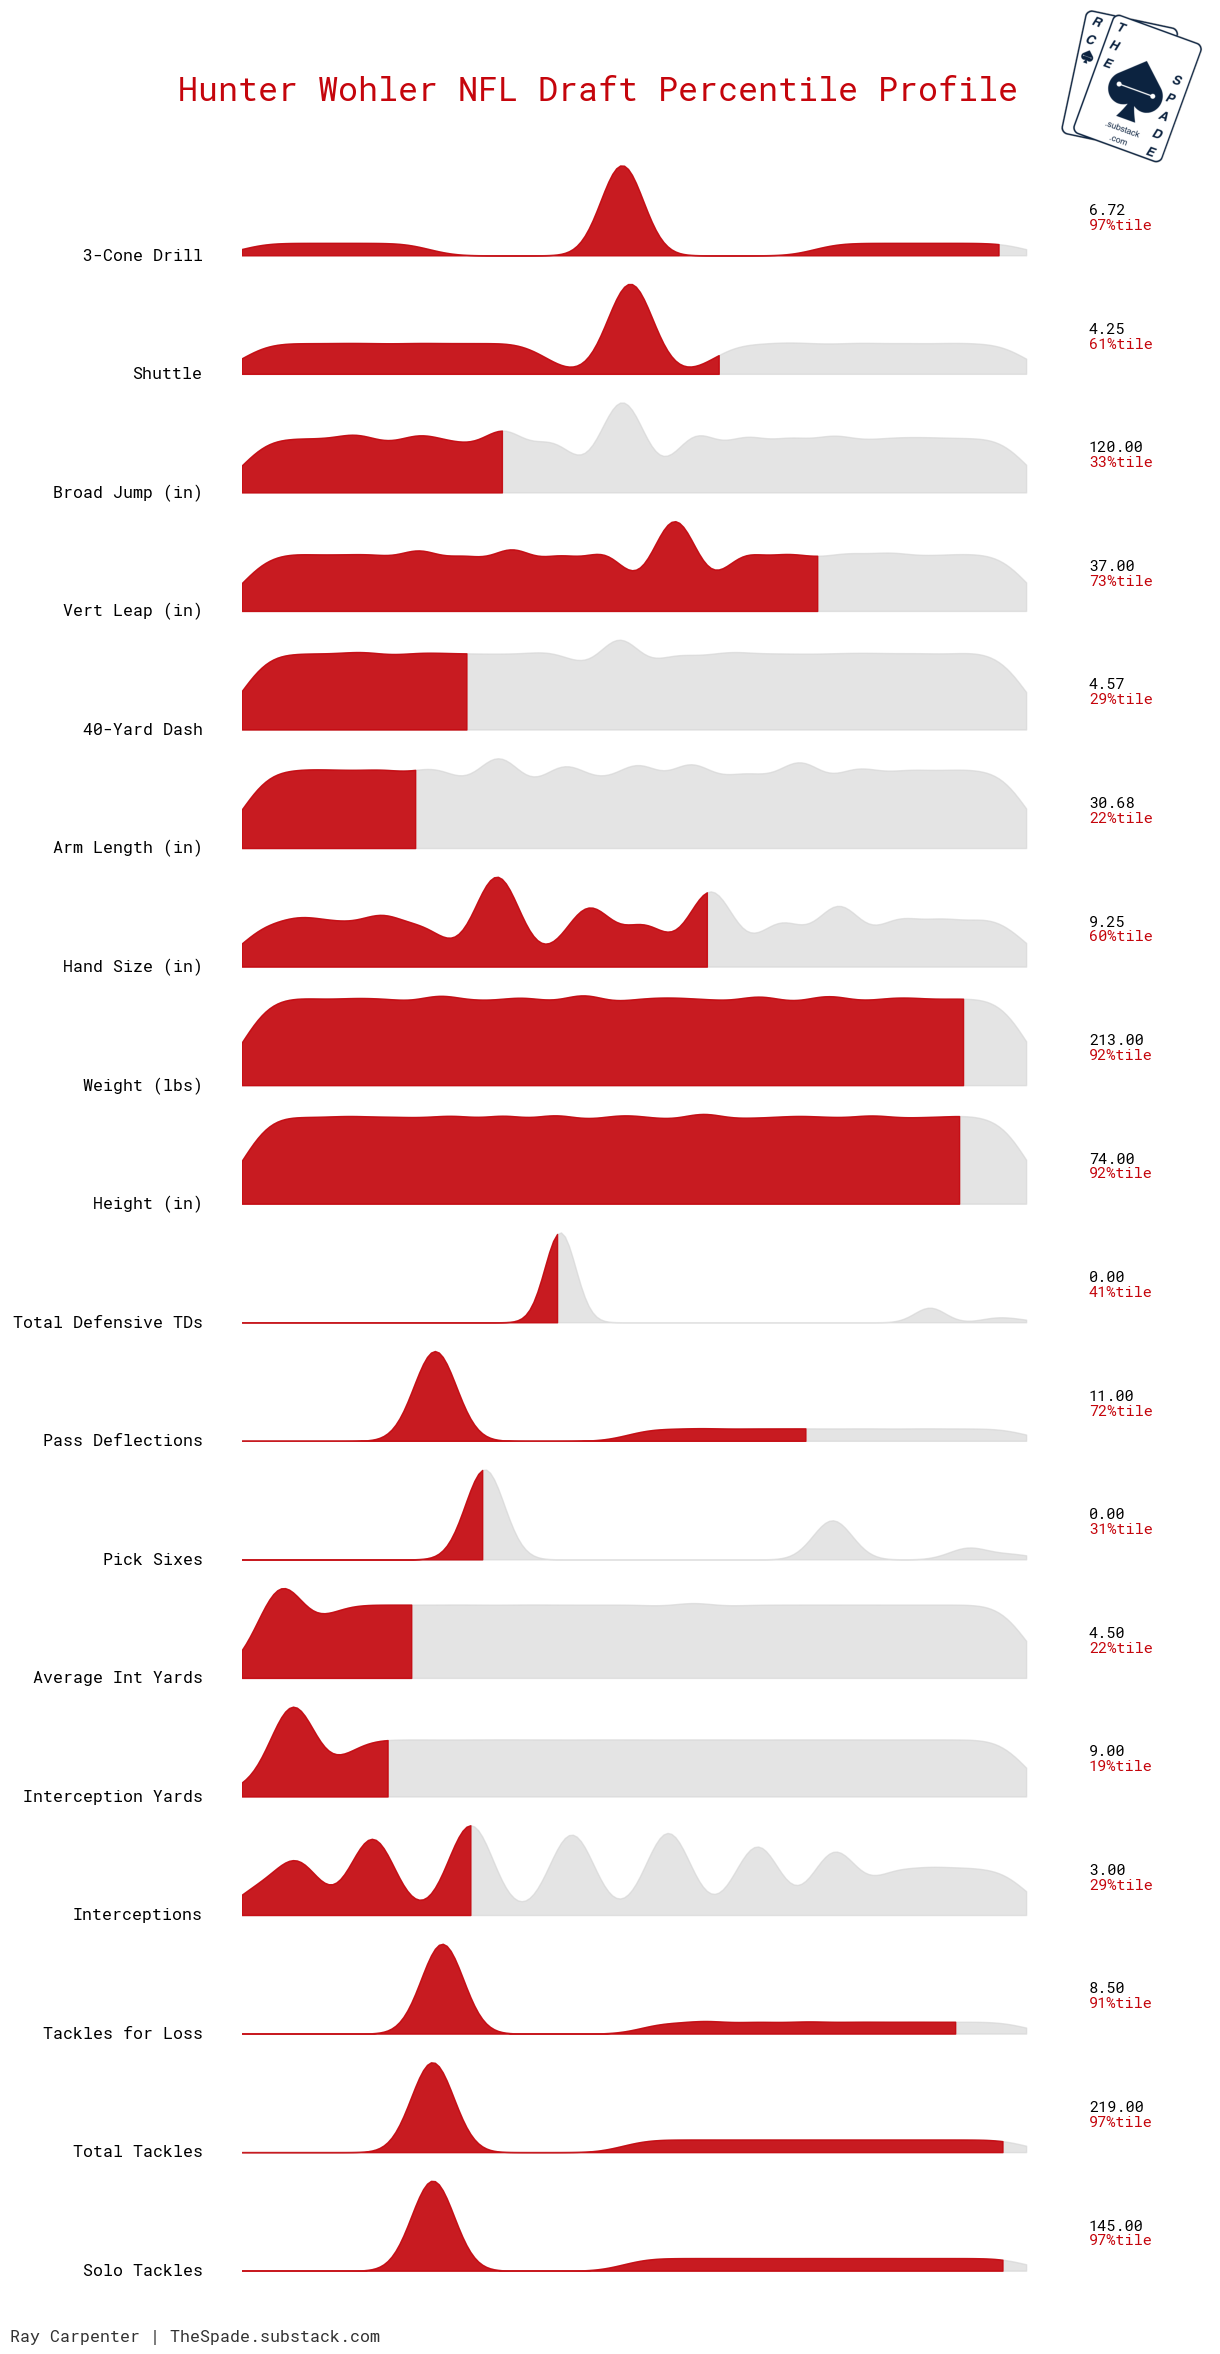 Hunter Wohler NFL Draft Percentile Profile
R
C
T
H
E
S
P
A
D
E
.substack
.com
3-Cone Drill
6.72
97%tile
Shuttle
4.25
61%tile
Broad Jump (in)
120.00
33%tile
Vert Leap (in)
37.00
73%tile
40-Yard Dash
4.57
29%tile
Arm Length (in)
30.68
22%tile
Hand Size (in)
9.25
60%tile
Weight (lbs)
213.00
92%tile
Height (in)
74.00
92%tile
Total Defensive TDs
0.00
41%tile
Pass Deflections
11.00
72%tile
Pick Sixes
0.00
31%tile
Average Int Yards
4.50
22%tile
Interception Yards
9.00
19%tile
Interceptions
3.00
29%tile
Tackles for Loss
8.50
91%tile
Total Tackles
219.00
97%tile
Solo Tackles
145.00
97%tile
Ray Carpenter | TheSpade.substack.com